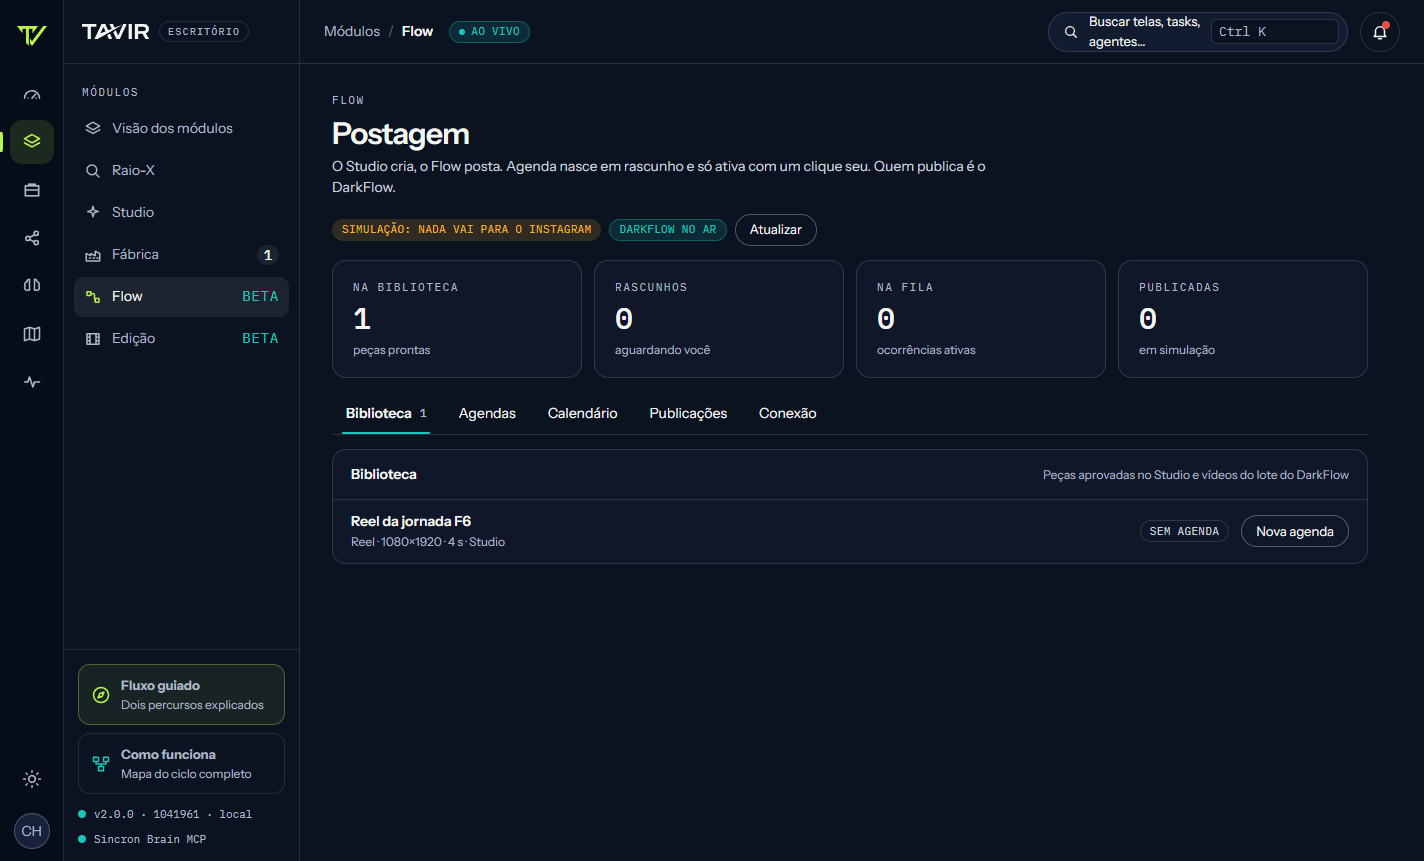 TAVIR ESCRITÓRIO
Módulos / Flow AO VIVO
Buscar telas, tasks, agentes... Ctrl K
MÓDULOS
Visão dos módulos
Raio-X
Studio
Fábrica 1
Flow BETA
Edição BETA
Fluxo guiado
Dois percursos explicados
Como funciona
Mapa do ciclo completo
v2.0.0 · 1041961 · local
Sincron Brain MCP
CH
FLOW
Postagem
O Studio cria, o Flow posta. Agenda nasce em rascunho e só ativa com um clique seu. Quem publica é o
DarkFlow.
SIMULAÇÃO: NADA VAI PARA O INSTAGRAM DARKFLOW NO AR Atualizar
NA BIBLIOTECA
1
peças prontas
RASCUNHOS
0
aguardando você
NA FILA
0
ocorrências ativas
PUBLICADAS
0
em simulação
Biblioteca 1 Agendas Calendário Publicações Conexão
Biblioteca Peças aprovadas no Studio e vídeos do lote do DarkFlow
Reel da jornada F6
Reel · 1080×1920 · 4 s · Studio
SEM AGENDA Nova agenda